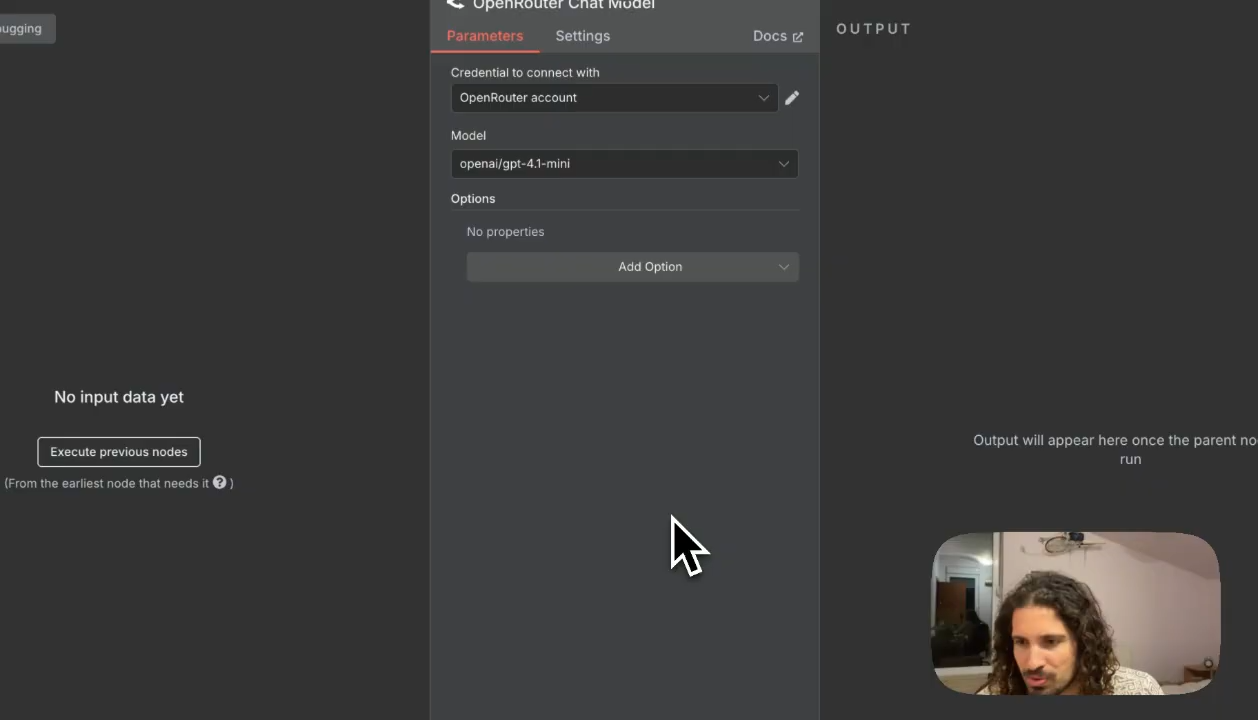 OpenRouter Chat Model
Parameters
Settings
Docs
OUTPUT
Credential to connect with
OpenRouter account
Model
openai/gpt-4.1-mini
Options
No properties
Add Option
No input data yet
Execute previous nodes
(From the earliest node that needs it ? )
Output will appear here once the parent
run